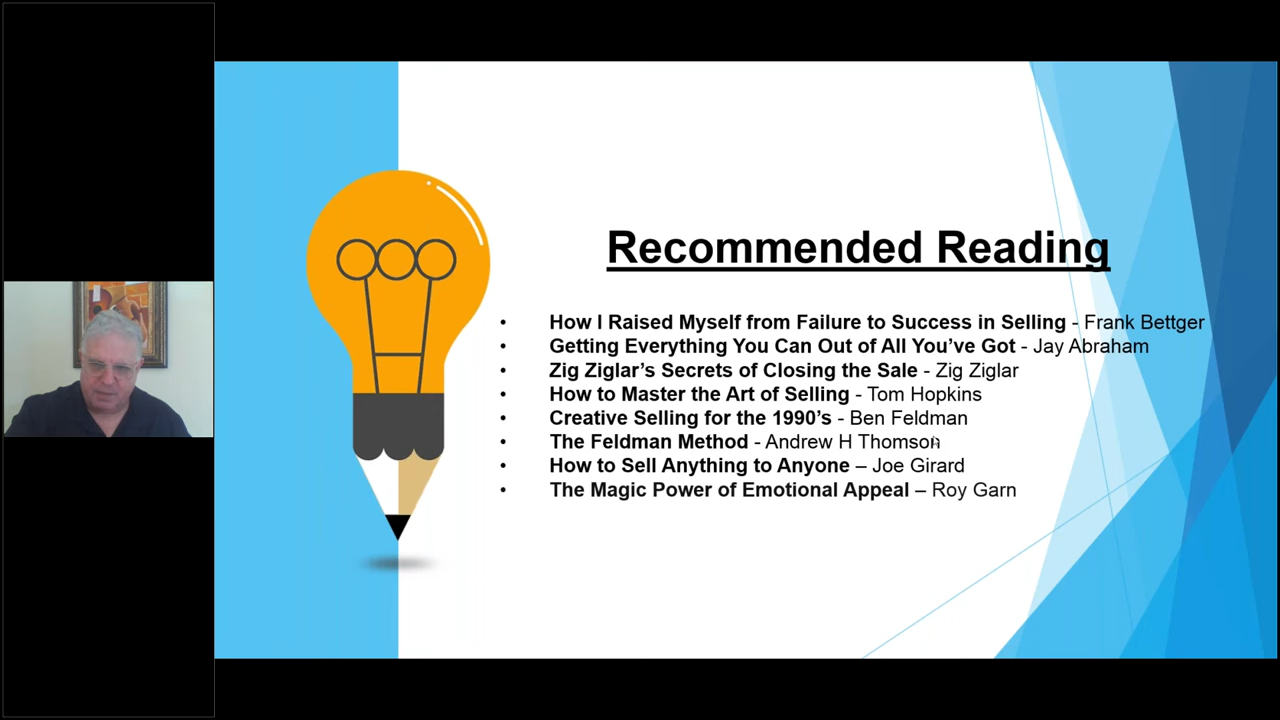 Recommended Reading
• How I Raised Myself from Failure to Success in Selling - Frank Bettger
• Getting Everything You Can Out of All You've Got - Jay Abraham
• Zig Ziglar's Secrets of Closing the Sale - Zig Ziglar
• How to Master the Art of Selling - Tom Hopkins
• Creative Selling for the 1990's - Ben Feldman
• The Feldman Method - Andrew H Thomson
• How to Sell Anything to Anyone – Joe Girard
• The Magic Power of Emotional Appeal – Roy Garn